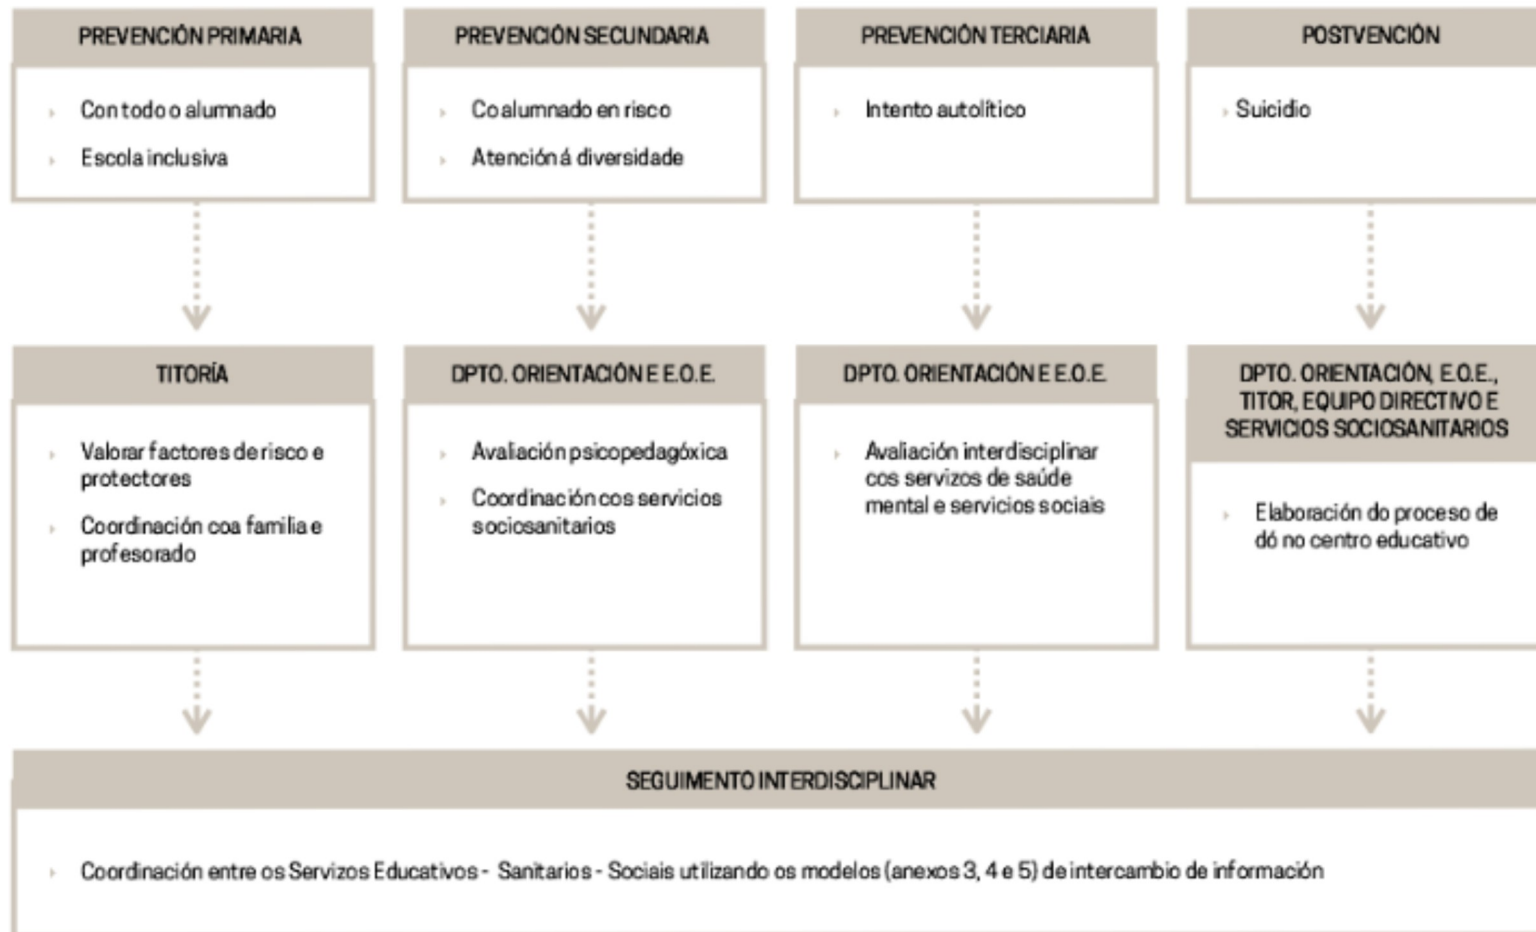 PREVENCIÓN PRIMARIA
Con todo o alumnado
Escola inclusiva
PREVENCIÓN SECUNDARIA
Co alumnado en risco
Atención á diversidade
PREVENCIÓN TERCIARIA
Intento autolítico
POSTVENCIÓN
Suicidio
TITORÍA
Valorar factores de risco e
protectores
Coordinación coa familia e
profesorado
DPTO. ORIENTACIÓN E E.O.E.
Avaliación psicopedagóxica
Coordinación cos servicios
sociosanitarios
DPTO. ORIENTACIÓN E E.O.E.
Avaliación interdisciplinar
cos servizos de saúde
mental e servicios sociais
DPTO. ORIENTACIÓN, E.O.E.,
TITOR, EQUIPO DIRECTIVO E
SERVICIOS SOCIOSANITARIOS
Elaboración do proceso de
dó no centro educativo
SEGUIMENTO INTERDISCIPLINAR
Coordinación entre os Servizos Educativos - Sanitarios - Sociais utilizando os modelos (anexos 3, 4 e 5) de intercambio de información